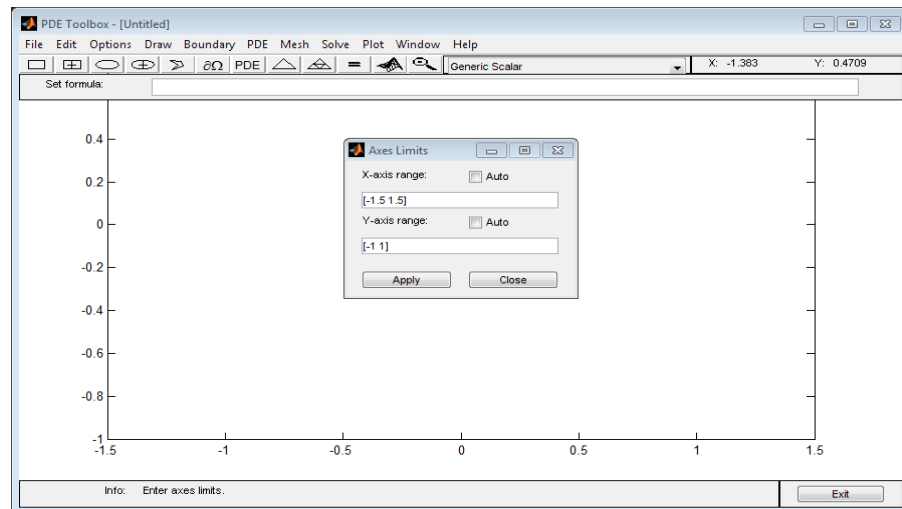 PDE Toolbox - [Untitled]
File Edit Options Draw Boundary PDE Mesh Solve Plot Window Help
∂Ω PDE = Generic Scalar X: -1.383 Y: 0.4709
Set formula:
Axes Limits
X-axis range: Auto
[-1.5 1.5]
Y-axis range: Auto
[-1 1]
Apply Close
0.4
0.2
0
-0.2
-0.4
-0.6
-0.8
-1
-1.5 -1 -0.5 0 0.5 1 1.5
Info: Enter axes limits. Exit